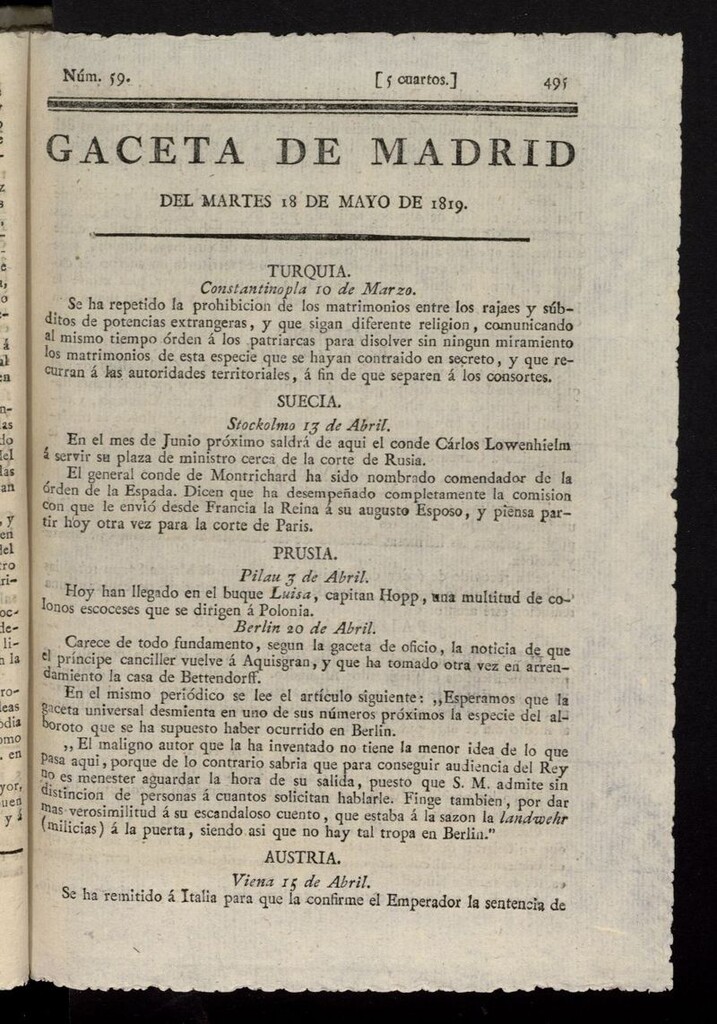 Núm. 59. [5 cuartos.] 495
GACETA DE MADRID
DEL MARTES 18 DE MAYO DE 1819.
TURQUIA.
Constantinopla 10 de Marzo.
Se ha repetido la prohibicion de los matrimonios entre los rajaes y súb-
ditos de potencias extrangeras, y que sigan diferente religion, comunicando
al mismo tiempo órden á los patriarcas para disolver sin ningun miramiento
los matrimonios de esta especie que se hayan contraido en secreto, y que re-
curran á las autoridades territoriales, á fin de que separen á los consortes.
SUECIA.
Stockolmo 13 de Abril.
En el mes de Junio próximo saldrá de aqui el conde Cárlos Lowenhielm
á servir su plaza de ministro cerca de la corte de Rusia.
El general conde de Montrichard ha sido nombrado comendador de la
órden de la Espada. Dicen que ha desempeñado completamente la comision
con que le envió desde Francia la Reina á su augusto Esposo, y piensa par-
tir hoy otra vez para la corte de Paris.
PRUSIA.
Pilau 3 de Abril.
Hoy han llegado en el buque Luisa, capitan Hopp, una multitud de co-
lonos escoceses que se dirigen á Polonia.
Berlin 20 de Abril.
Carece de todo fundamento, segun la gaceta de oficio, la noticia de que
el príncipe canciller vuelve á Aquisgran, y que ha tomado otra vez en arren-
damiento la casa de Bettendorff.
En el mismo periódico se lee el artículo siguiente: ,,Esperamos que la
gaceta universal desmienta en uno de sus números próximos la especie del al-
boroto que se ha supuesto haber ocurrido en Berlin.
,,El maligno autor que la ha inventado no tiene la menor idea de lo que
pasa aqui, porque de lo contrario sabria que para conseguir audiencia del Rey
no es menester aguardar la hora de su salida, puesto que S. M. admite sin
distincion de personas á cuantos solicitan hablarle. Finge tambien, por dar
mas verosimilitud á su escandaloso cuento, que estaba á la sazon la landwehr
(milicias) á la puerta, siendo asi que no hay tal tropa en Berlin."
AUSTRIA.
Viena 15 de Abril.
Se ha remitido á Italia para que la confirme el Emperador la sentencia de